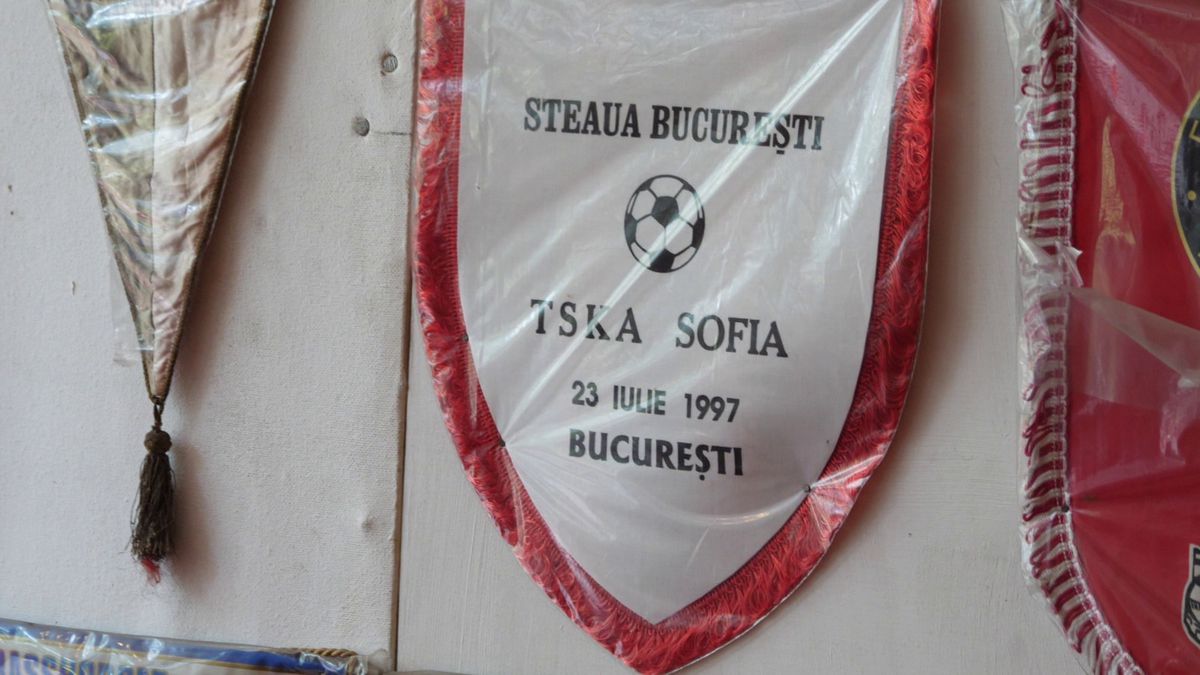 STEAUA BUCUREȘTI
TSKA SOFIA
23 IULIE 1997
BUCUREȘTI